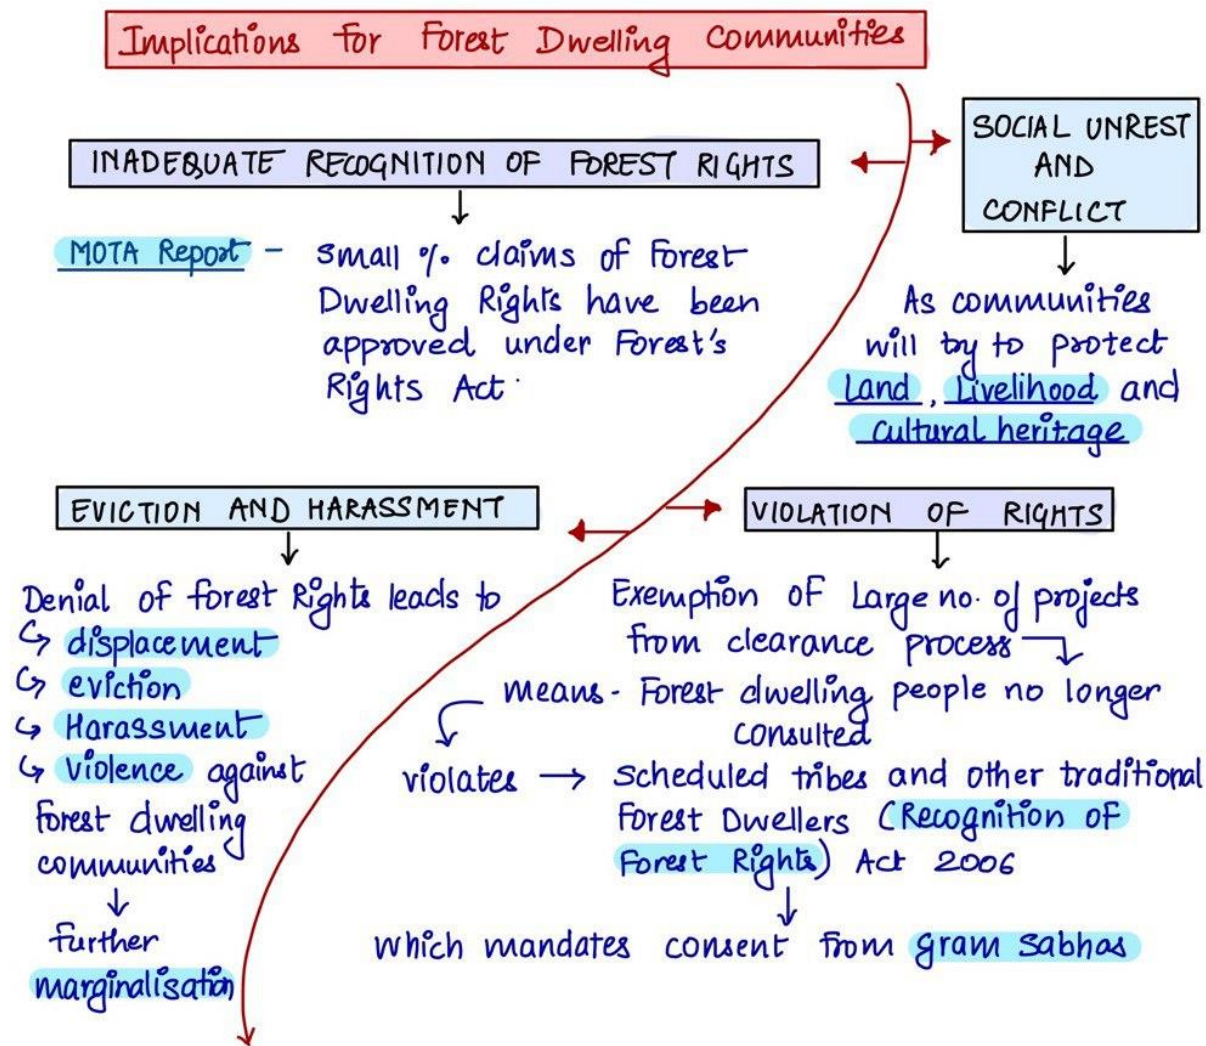 Implications for Forest Dwelling Communities
INADEQUATE RECOGNITION OF FOREST RIGHTS
MOTA Report - Small % claims of Forest
Dwelling Rights have been
approved under Forest's
Rights Act.
SOCIAL UNREST
AND
CONFLICT
As communities
will try to protect
Land, Livelihood and
cultural heritage
EVICTION AND HARASSMENT
Denial of forest Rights leads to
displacement
eviction
Harassment
violence against
forest dwelling
communities
further
marginalisation
VIOLATION OF RIGHTS
Exemption of Large no. of projects
from clearance process
means - Forest dwelling people no longer
consulted
violates → scheduled tribes and other traditional
Forest Dwellers (Recognition of
Forest Rights) Act 2006
which mandates consent from gram sabhas